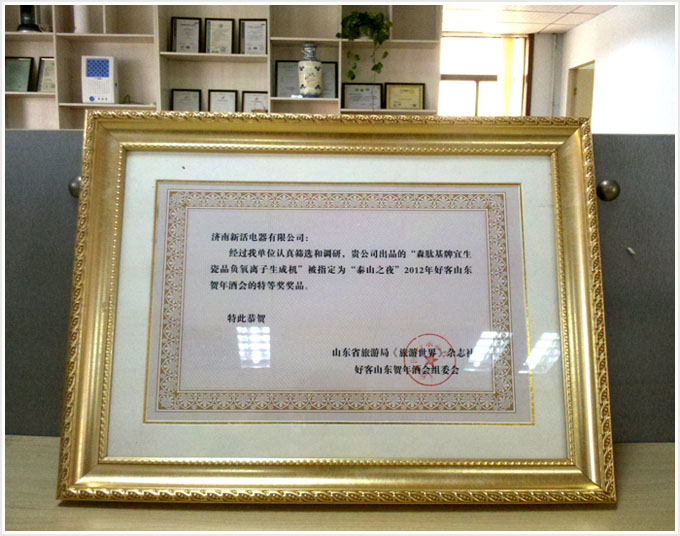 济南新活电器有限公司：
经过我单位认真筛选和调研，贵公司出品的“森肽基牌宜生
瓷品负氧离子生成机”被指定为“泰山之夜”2012年好客山东
贺年酒会的特等奖奖品。
特此恭贺
山东省旅游局《旅游世界》杂志社
好客山东贺年酒会组委会